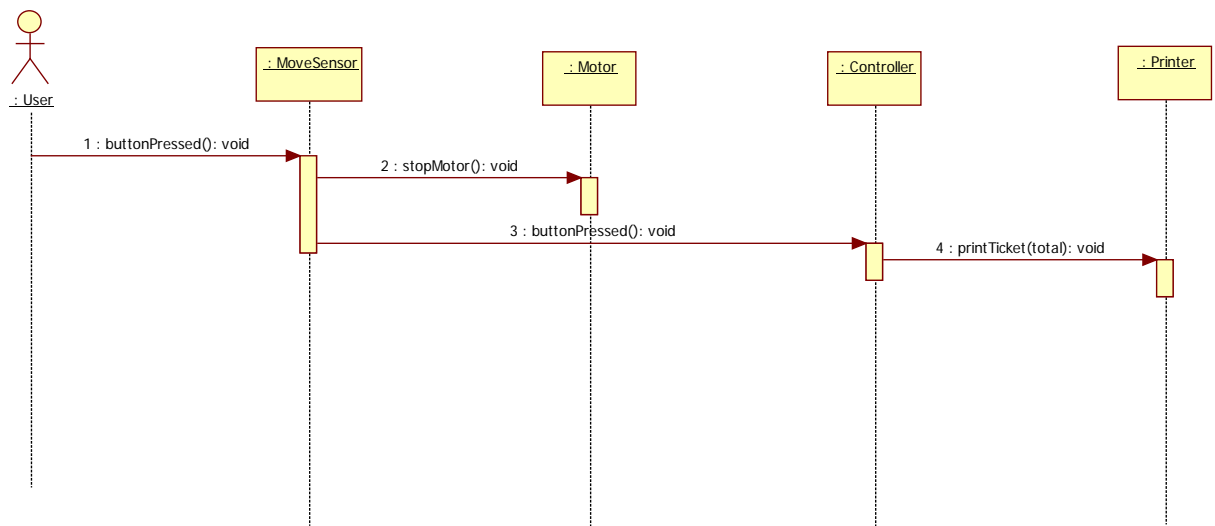 : User
: MoveSensor
: Motor
: Controller
: Printer
1 : buttonPressed(): void
2 : stopMotor(): void
3 : buttonPressed(): void
4 : printTicket(total): void